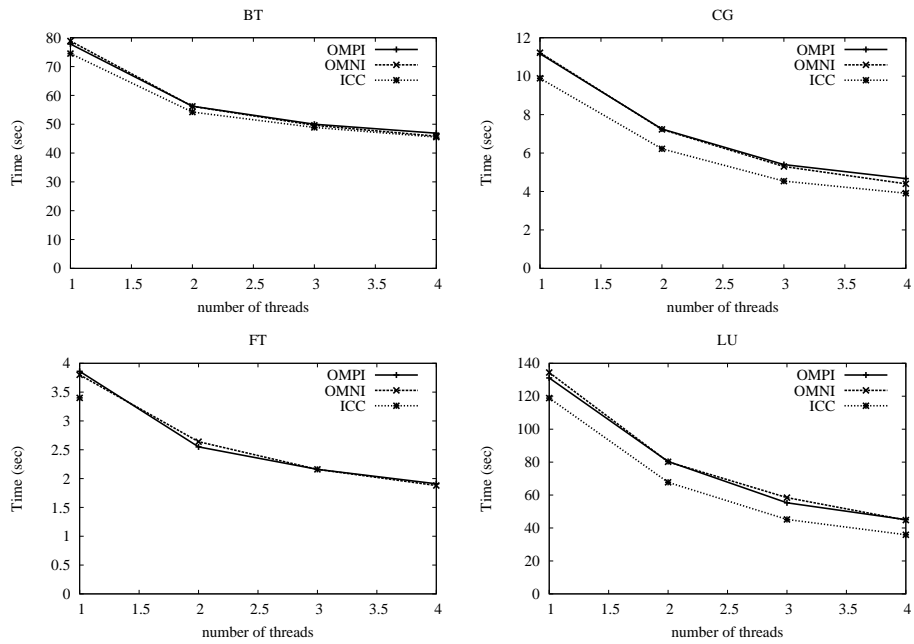 BT
80
70
60
50
40
30
20
10
0
Time (sec)
OMPI
OMNI
ICC
1 1.5 2 2.5 3 3.5 4
number of threads
CG
12
10
8
6
4
2
0
Time (sec)
OMPI
OMNI
ICC
1 1.5 2 2.5 3 3.5 4
number of threads
FT
4
3.5
3
2.5
2
1.5
1
0.5
0
Time (sec)
OMPI
OMNI
ICC
1 1.5 2 2.5 3 3.5 4
number of threads
LU
140
120
100
80
60
40
20
0
Time (sec)
OMPI
OMNI
ICC
1 1.5 2 2.5 3 3.5 4
number of threads